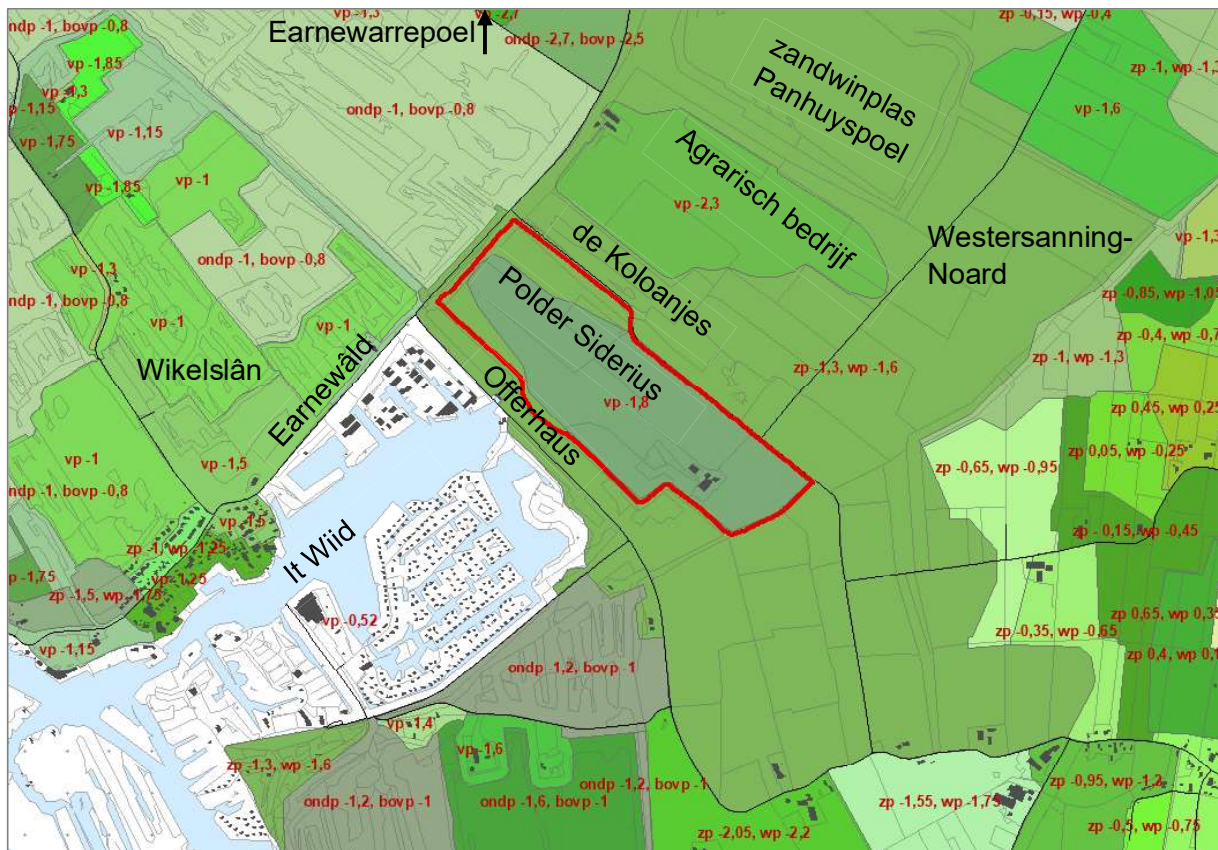 ondp -1, bovp -0,8
vp -1,3
Earnewarrepoel
vp -2,7
ondp -2,7, bovp -2,5
zp -0,15, wp -0,4
vp -1,85
vp -1,3
vp -1,15
vp -1,75
vp -1,15
ondp -1, bovp -0,8
zandwinplas
Panhuyspoel
zp -1, wp -1,3
vp -1,6
vp -1,85
vp -1
Agrarisch bedrijf
vp -2,3
ondp -1, bovp -0,8
de Koloanjes
Westersanning-
Noard
vp -1,3
vp -1,3
ondp -1, bovp -0,8
vp -1
vp -1
Polder Siderius
vp -1,8
zp -0,85, wp -1,05
zp -0,4, wp -0,7
zp -1, wp -1,3
zp -1,3, wp -1,6
Wikelslân
Earnewâld
Offerhaus
zp 0,45, wp 0,25
zp 0,05, wp -0,25
vp -1
ondp -1, bovp -0,8
vp -1,5
zp -0,65, wp -0,95
vp -1,5
It Wiid
zp -0,15, wp -0,45
zp -1, wp -1,25
vp -1,25
vp -1,75
zp -1,5, wp -1,75
vp -0,52
zp 0,65, wp 0,35
zp -0,35, wp -0,65
vp -1,15
zp 0,4, wp 0,1
ondp -1,2, bovp -1
vp -1,4
vp -1,6
zp -1,3, wp -1,6
ondp -1,2, bovp -1
zp -0,95, wp -1,2
ondp -1,2, bovp -1
ondp -1,6, bovp -1
zp -1,55, wp -1,75
zp -2,05, wp -2,2
zp -0,5, wp -0,75